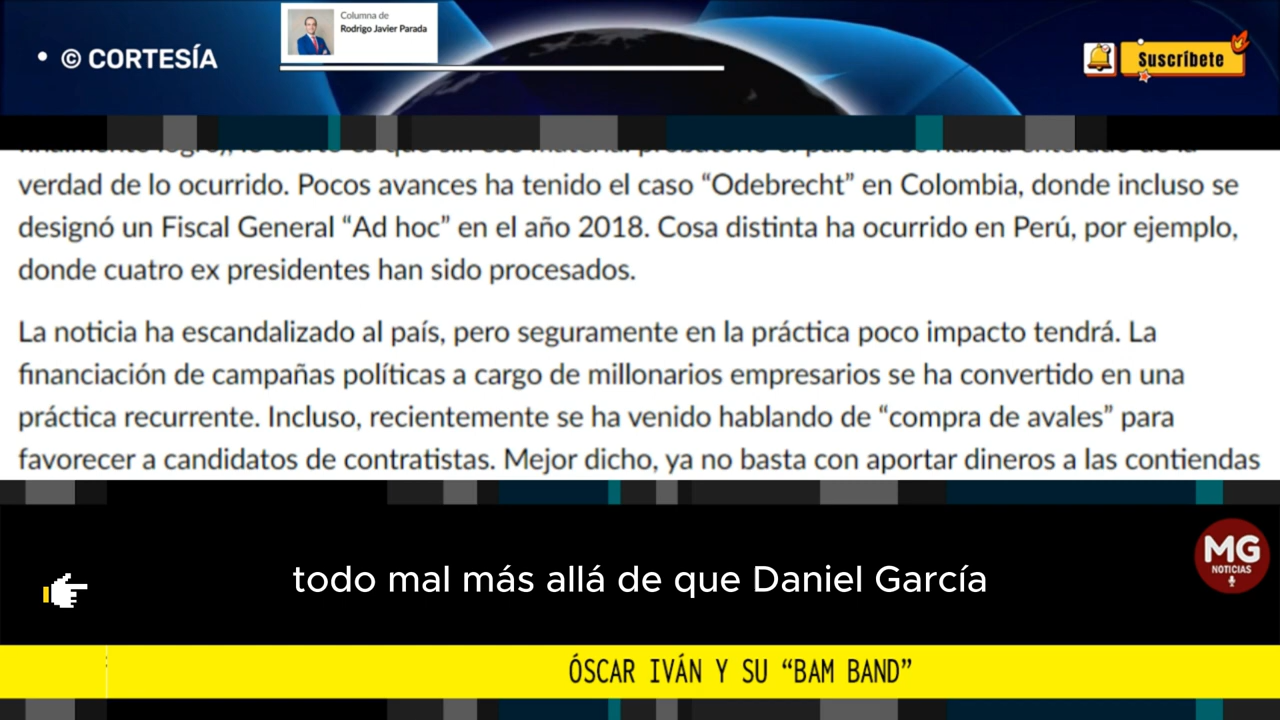 Columna de
Rodrigo Javier Parada
• © CORTESÍA
Suscríbete
verdad de lo ocurrido. Pocos avances ha tenido el caso “Odebrecht” en Colombia, donde incluso se
designó un Fiscal General “Ad hoc” en el año 2018. Cosa distinta ha ocurrido en Perú, por ejemplo,
donde cuatro ex presidentes han sido procesados.
La noticia ha escandalizado al país, pero seguramente en la práctica poco impacto tendrá. La
financiación de campañas políticas a cargo de millonarios empresarios se ha convertido en una
práctica recurrente. Incluso, recientemente se ha venido hablando de “compra de avales” para
favorecer a candidatos de contratistas. Mejor dicho, ya no basta con aportar dineros a las contiendas
MG
NOTICIAS
todo mal más allá de que Daniel García
ÓSCAR IVÁN Y SU “BAM BAND”